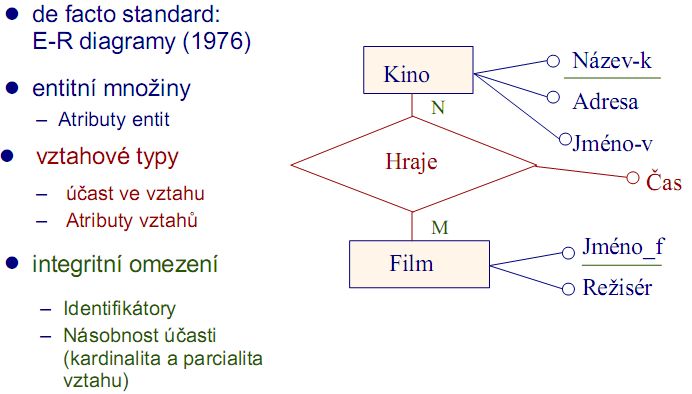 de facto standard:
E-R diagramy (1976)
entitní množiny
– Atributy entit
vztahové typy
– účast ve vztahu
– Atributy vztahů
integritní omezení
– Identifikátory
– Násobnost účasti
(kardinalita a parcialita
vztahu)
Kino
Název-k
Adresa
Jméno-v
N
Hraje
Čas
M
Film
Jméno_f
Režisér